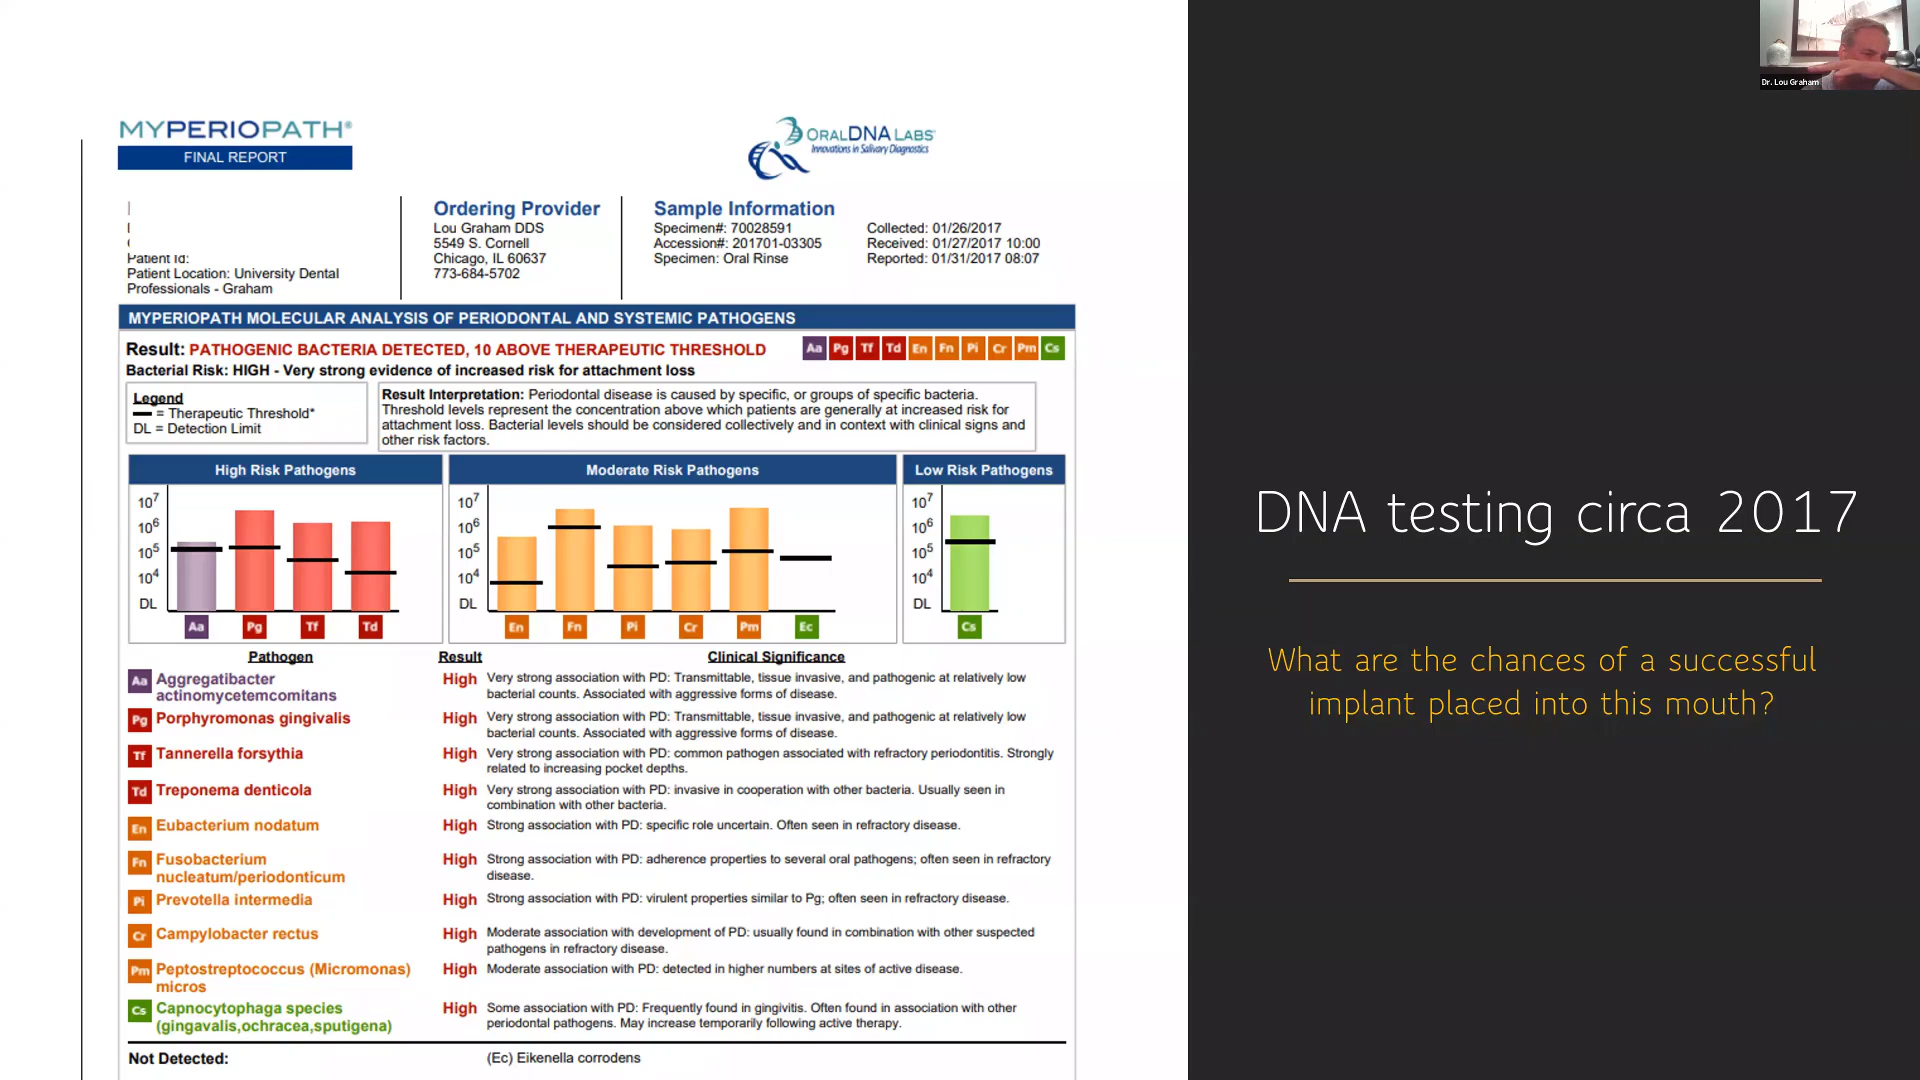 MYPERIOPATH®
FINAL REPORT
ORALDNA LABS
Innovations in Salivary Diagnostics
Patient Id:
Patient Location: University Dental
Professionals - Graham
Ordering Provider
Lou Graham DDS
5549 S. Cornell
Chicago, IL 60637
773-684-5702
Sample Information
Specimen#: 70028591
Accession#: 201701-03305
Specimen: Oral Rinse
Collected: 01/26/2017
Received: 01/27/2017 10:00
Reported: 01/31/2017 08:07
MYPERIOPATH MOLECULAR ANALYSIS OF PERIODONTAL AND SYSTEMIC PATHOGENS
Result: PATHOGENIC BACTERIA DETECTED, 10 ABOVE THERAPEUTIC THRESHOLD
Aa Pg Tf Td En Fn Pi Cr Pm Cs
Bacterial Risk: HIGH - Very strong evidence of increased risk for attachment loss
Legend
= Therapeutic Threshold*
DL = Detection Limit
Result Interpretation: Periodontal disease is caused by specific, or groups of specific bacteria.
Threshold levels represent the concentration above which patients are generally at increased risk for
attachment loss. Bacterial levels should be considered collectively and in context with clinical signs and
other risk factors.
High Risk Pathogens
10⁷
10⁶
10⁵
10⁴
DL
Aa Pg Tf Td
Moderate Risk Pathogens
10⁷
10⁶
10⁵
10⁴
DL
En Fn Pi Cr Pm Ec
Low Risk Pathogens
10⁷
10⁶
10⁵
10⁴
DL
Cs
Pathogen Result Clinical Significance
Aa Aggregatibacter
actinomycetemcomitans
High
Very strong association with PD: Transmittable, tissue invasive, and pathogenic at relatively low
bacterial counts. Associated with aggressive forms of disease.
Pg Porphyromonas gingivalis
High
Very strong association with PD: Transmittable, tissue invasive, and pathogenic at relatively low
bacterial counts. Associated with aggressive forms of disease.
Tf Tannerella forsythia
High
Very strong association with PD: common pathogen associated with refractory periodontitis. Strongly
related to increasing pocket depths.
Td Treponema denticola
High
Very strong association with PD: invasive in cooperation with other bacteria. Usually seen in
combination with other bacteria.
En Eubacterium nodatum
High
Strong association with PD: specific role uncertain. Often seen in refractory disease.
Fn Fusobacterium
nucleatum/periodonticum
High
Strong association with PD: adherence properties to several oral pathogens; often seen in refractory
disease.
Pi Prevotella intermedia
High
Strong association with PD: virulent properties similar to Pg; often seen in refractory disease.
Cr Campylobacter rectus
High
Moderate association with development of PD: usually found in combination with other suspected
pathogens in refractory disease.
Pm Peptostreptococcus (Micromonas)
micros
High
Moderate association with PD: detected in higher numbers at sites of active disease.
Cs Capnocytophaga species
(gingavalis,ochracea,sputigena)
High
Some association with PD: Frequently found in gingivitis. Often found in association with other
periodontal pathogens. May increase temporarily following active therapy.
Not Detected: (Ec) Eikenella corrodens
Dr. Lou Graham
DNA testing circa 2017
What are the chances of a successful
implant placed into this mouth?